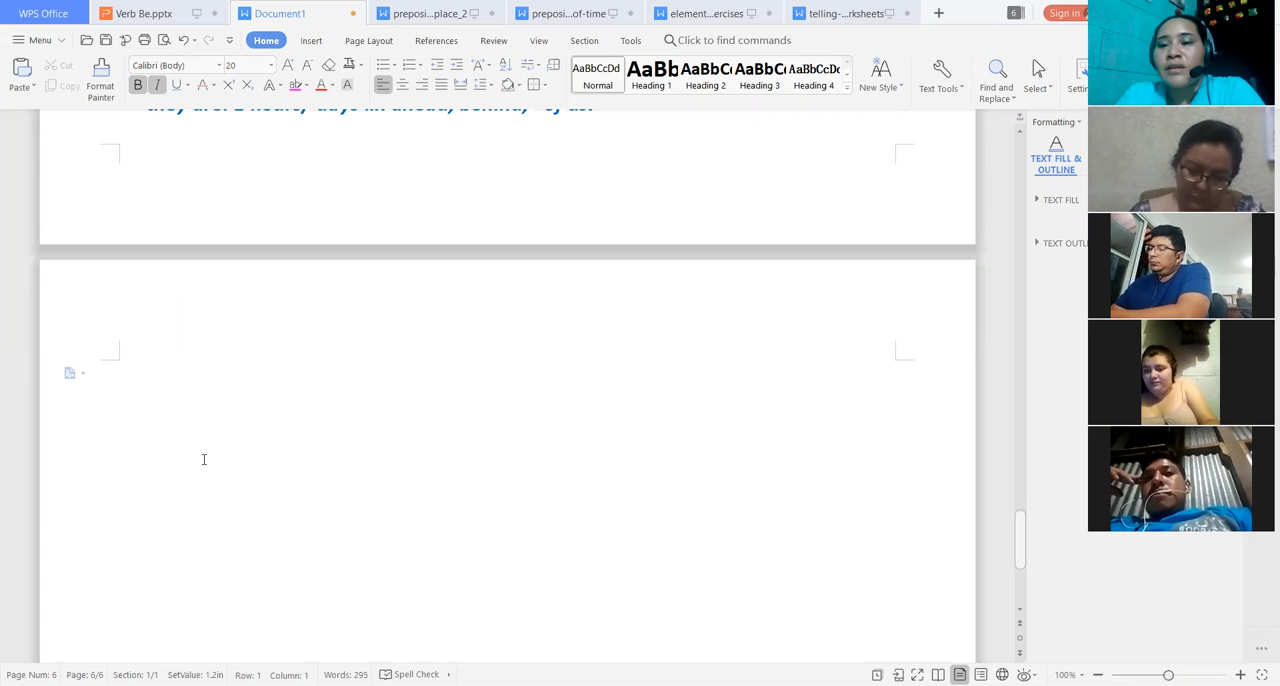 WPS Office
Verb Be.pptx
Document1
preposi...place_2
preposi...of-time
element...ercises
telling-...rksheets
6
Sign in
Menu
Home
Insert
Page Layout
References
Review
View
Section
Tools
Click to find commands
Paste
Cut
Copy
Format Painter
Calibri (Body)
20
AaBbCcDd
Normal
AaBb
Heading 1
AaBbC
Heading 2
AaBbC
Heading 3
AaBbCcDc
Heading 4
New Style
Text Tools
Find and Replace
Select
Formatting
TEXT FILL & OUTLINE
TEXT FILL
Page Num: 6
Page: 6/6
Section: 1/1
SetValue: 1.2in
Row: 1
Column: 1
Words: 295
Spell Check
100%